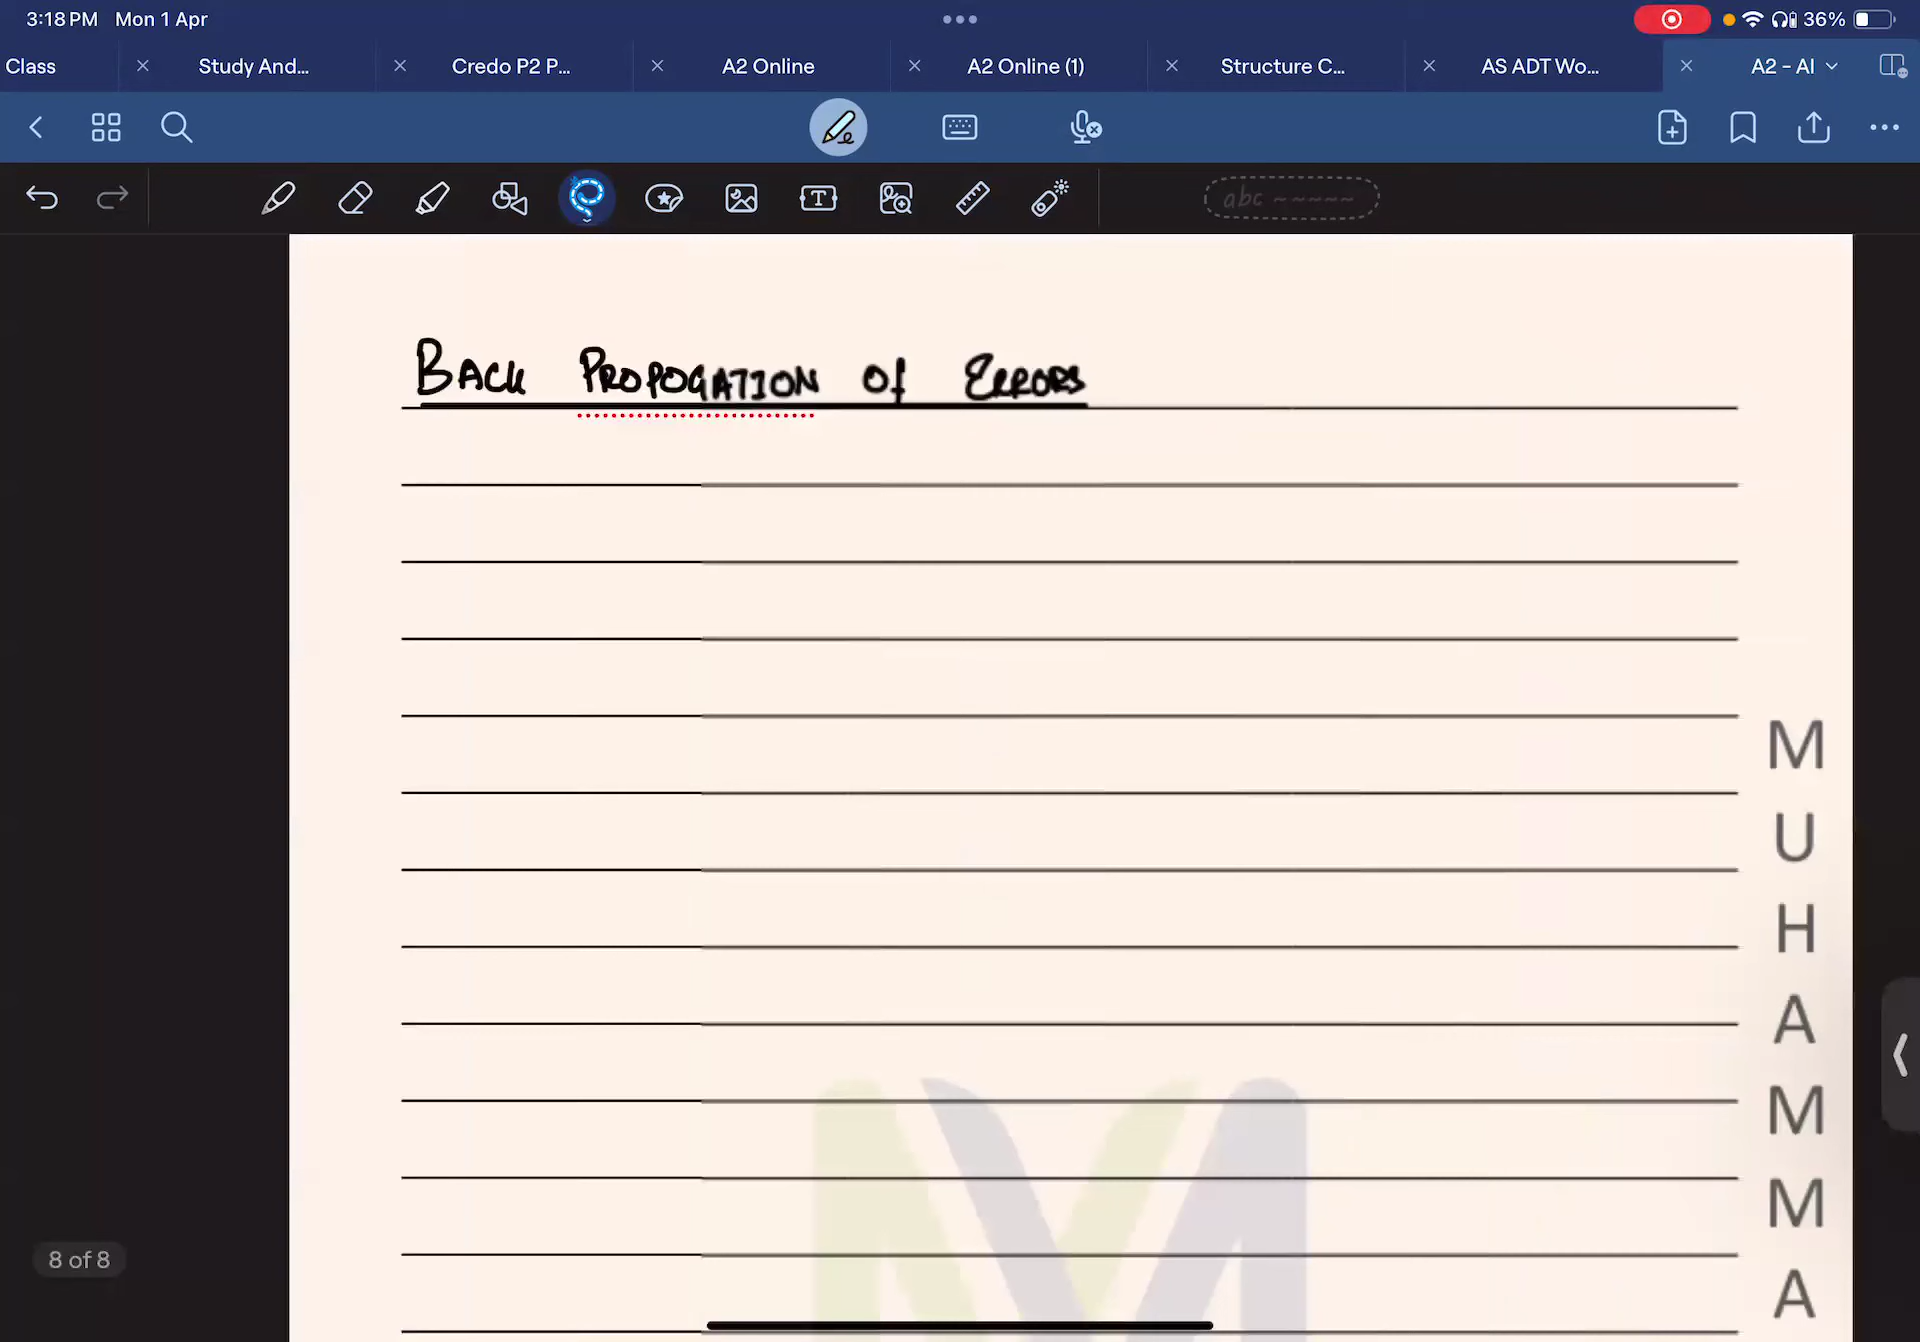 3:18 PM Mon 1 Apr
36%
Class
Study And...
Credo P2 P...
A2 Online
A2 Online (1)
Structure C...
AS ADT Wo...
A2 - AI
abc
BACK PROPOGATION Of ERRORS
M
U
H
A
M
M
A
8 of 8